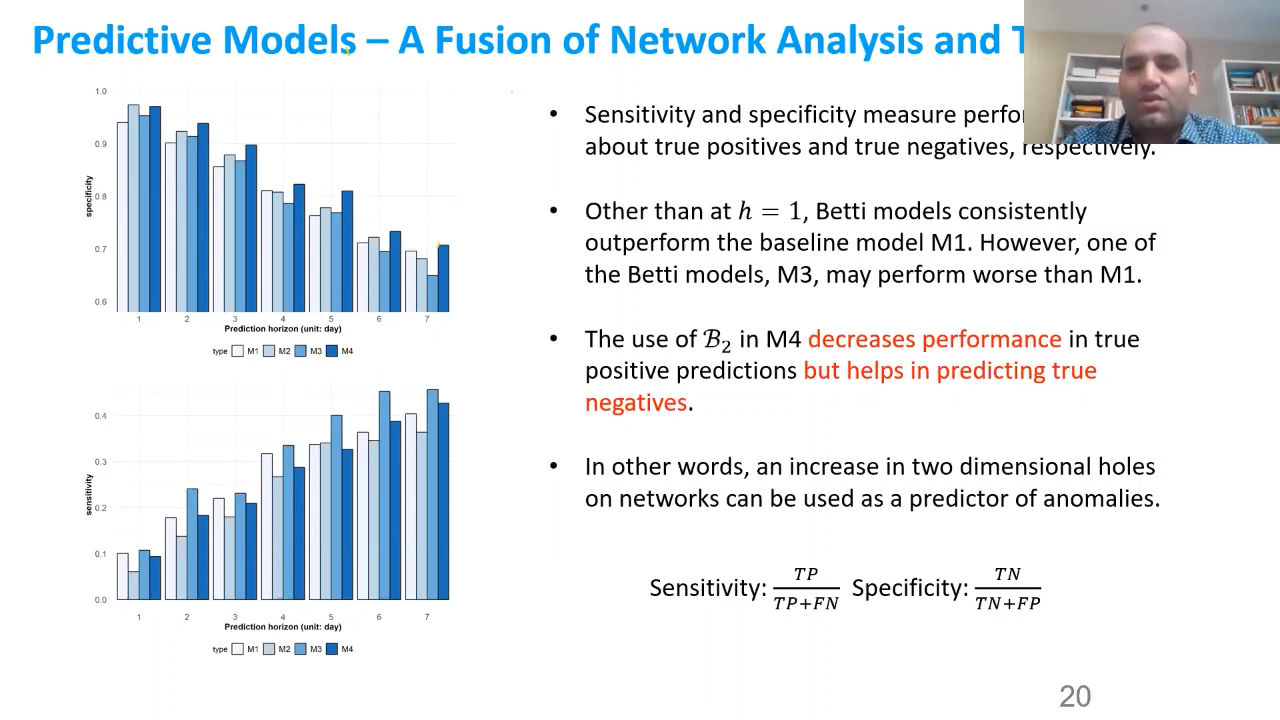 Predictive Models – A Fusion of Network Analysis and
1.0
0.9
0.8
0.7
0.6
specificity
1 2 3 4 5 6 7
Prediction horizon (unit: day)
type M1 M2 M3 M4
0.4
0.3
0.2
0.1
0.0
sensitivity
1 2 3 4 5 6 7
Prediction horizon (unit: day)
type M1 M2 M3 M4
• Sensitivity and specificity measure
about true positives and true negatives, respectively.
• Other than at h = 1, Betti models consistently
outperform the baseline model M1. However, one of
the Betti models, M3, may perform worse than M1.
• The use of ℬ₂ in M4 decreases performance in true
positive predictions but helps in predicting true
negatives.
• In other words, an increase in two dimensional holes
on networks can be used as a predictor of anomalies.
Sensitivity: TP/TP+FN Specificity: TN/TN+FP
20